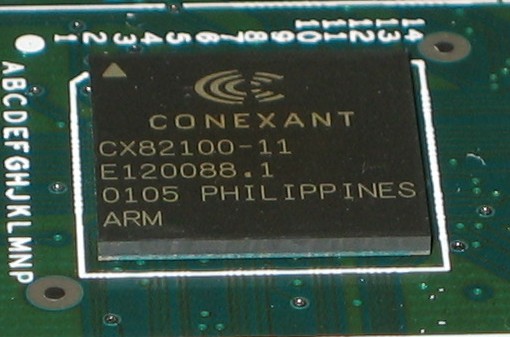 1 2 3 4 5 6 7 8 9 10 11 12 13 14
A B C D E F G H J K L M N P
CONEXANT
CX82100-11
E120088.1
0105 PHILIPPINES
ARM